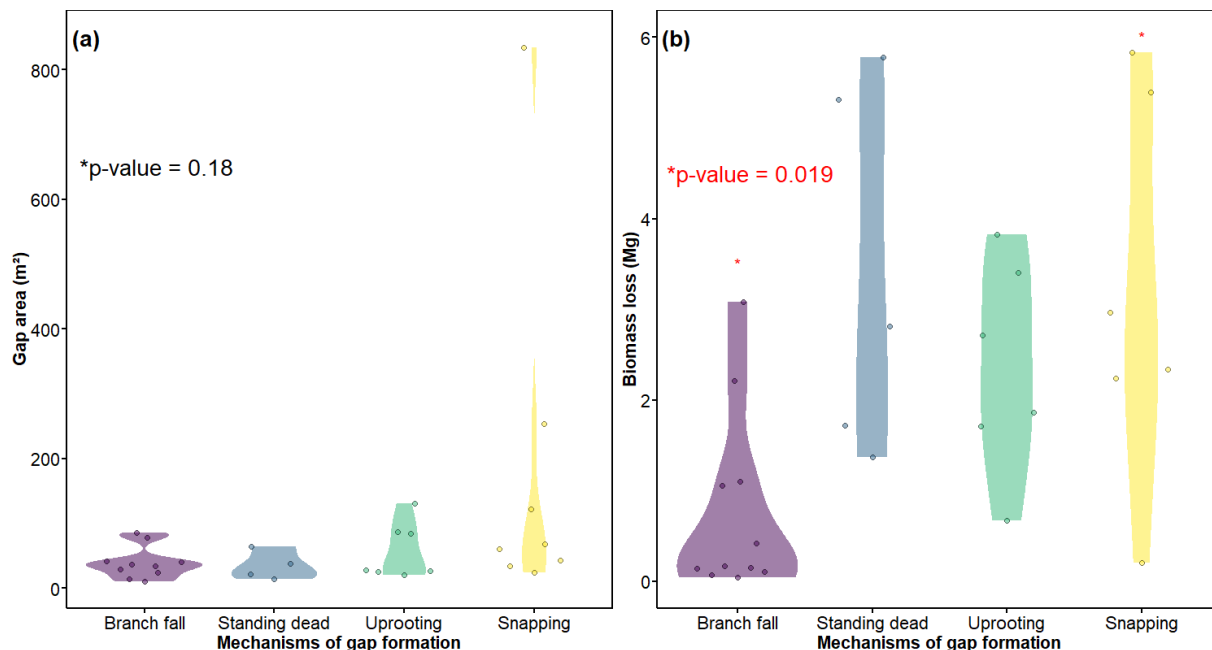 (a)
800
600
400
200
0
Gap area (m²)
*p-value = 0.18
Branch fall
Standing dead
Uprooting
Snapping
Mechanisms of gap formation
(b)
6
4
2
0
Biomass loss (Mg)
*p-value = 0.019
*
*
Branch fall
Standing dead
Uprooting
Snapping
Mechanisms of gap formation